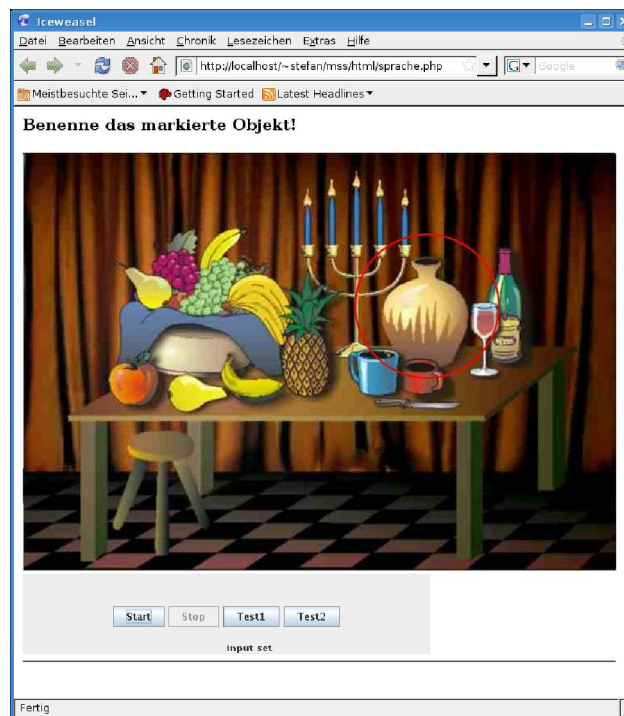 Iceweasel
Datei Bearbeiten Ansicht Chronik Lesezeichen Extras Hilfe
http://localhost/~stefan/mss/html/sprache.php G Google
Meistbesuchte Sei... Getting Started Latest Headlines
Benenne das markierte Objekt!
Start Stop Test1 Test2
input set
Fertig